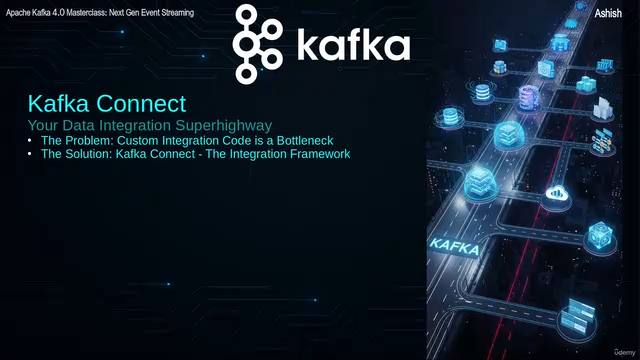 Apache Kafka 4.0 Masterclass: Next Gen Event Streaming
Ashish
kafka
Kafka Connect
Your Data Integration Superhighway
• The Problem: Custom Integration Code is a Bottleneck
• The Solution: Kafka Connect - The Integration Framework
KAFKA
udemy